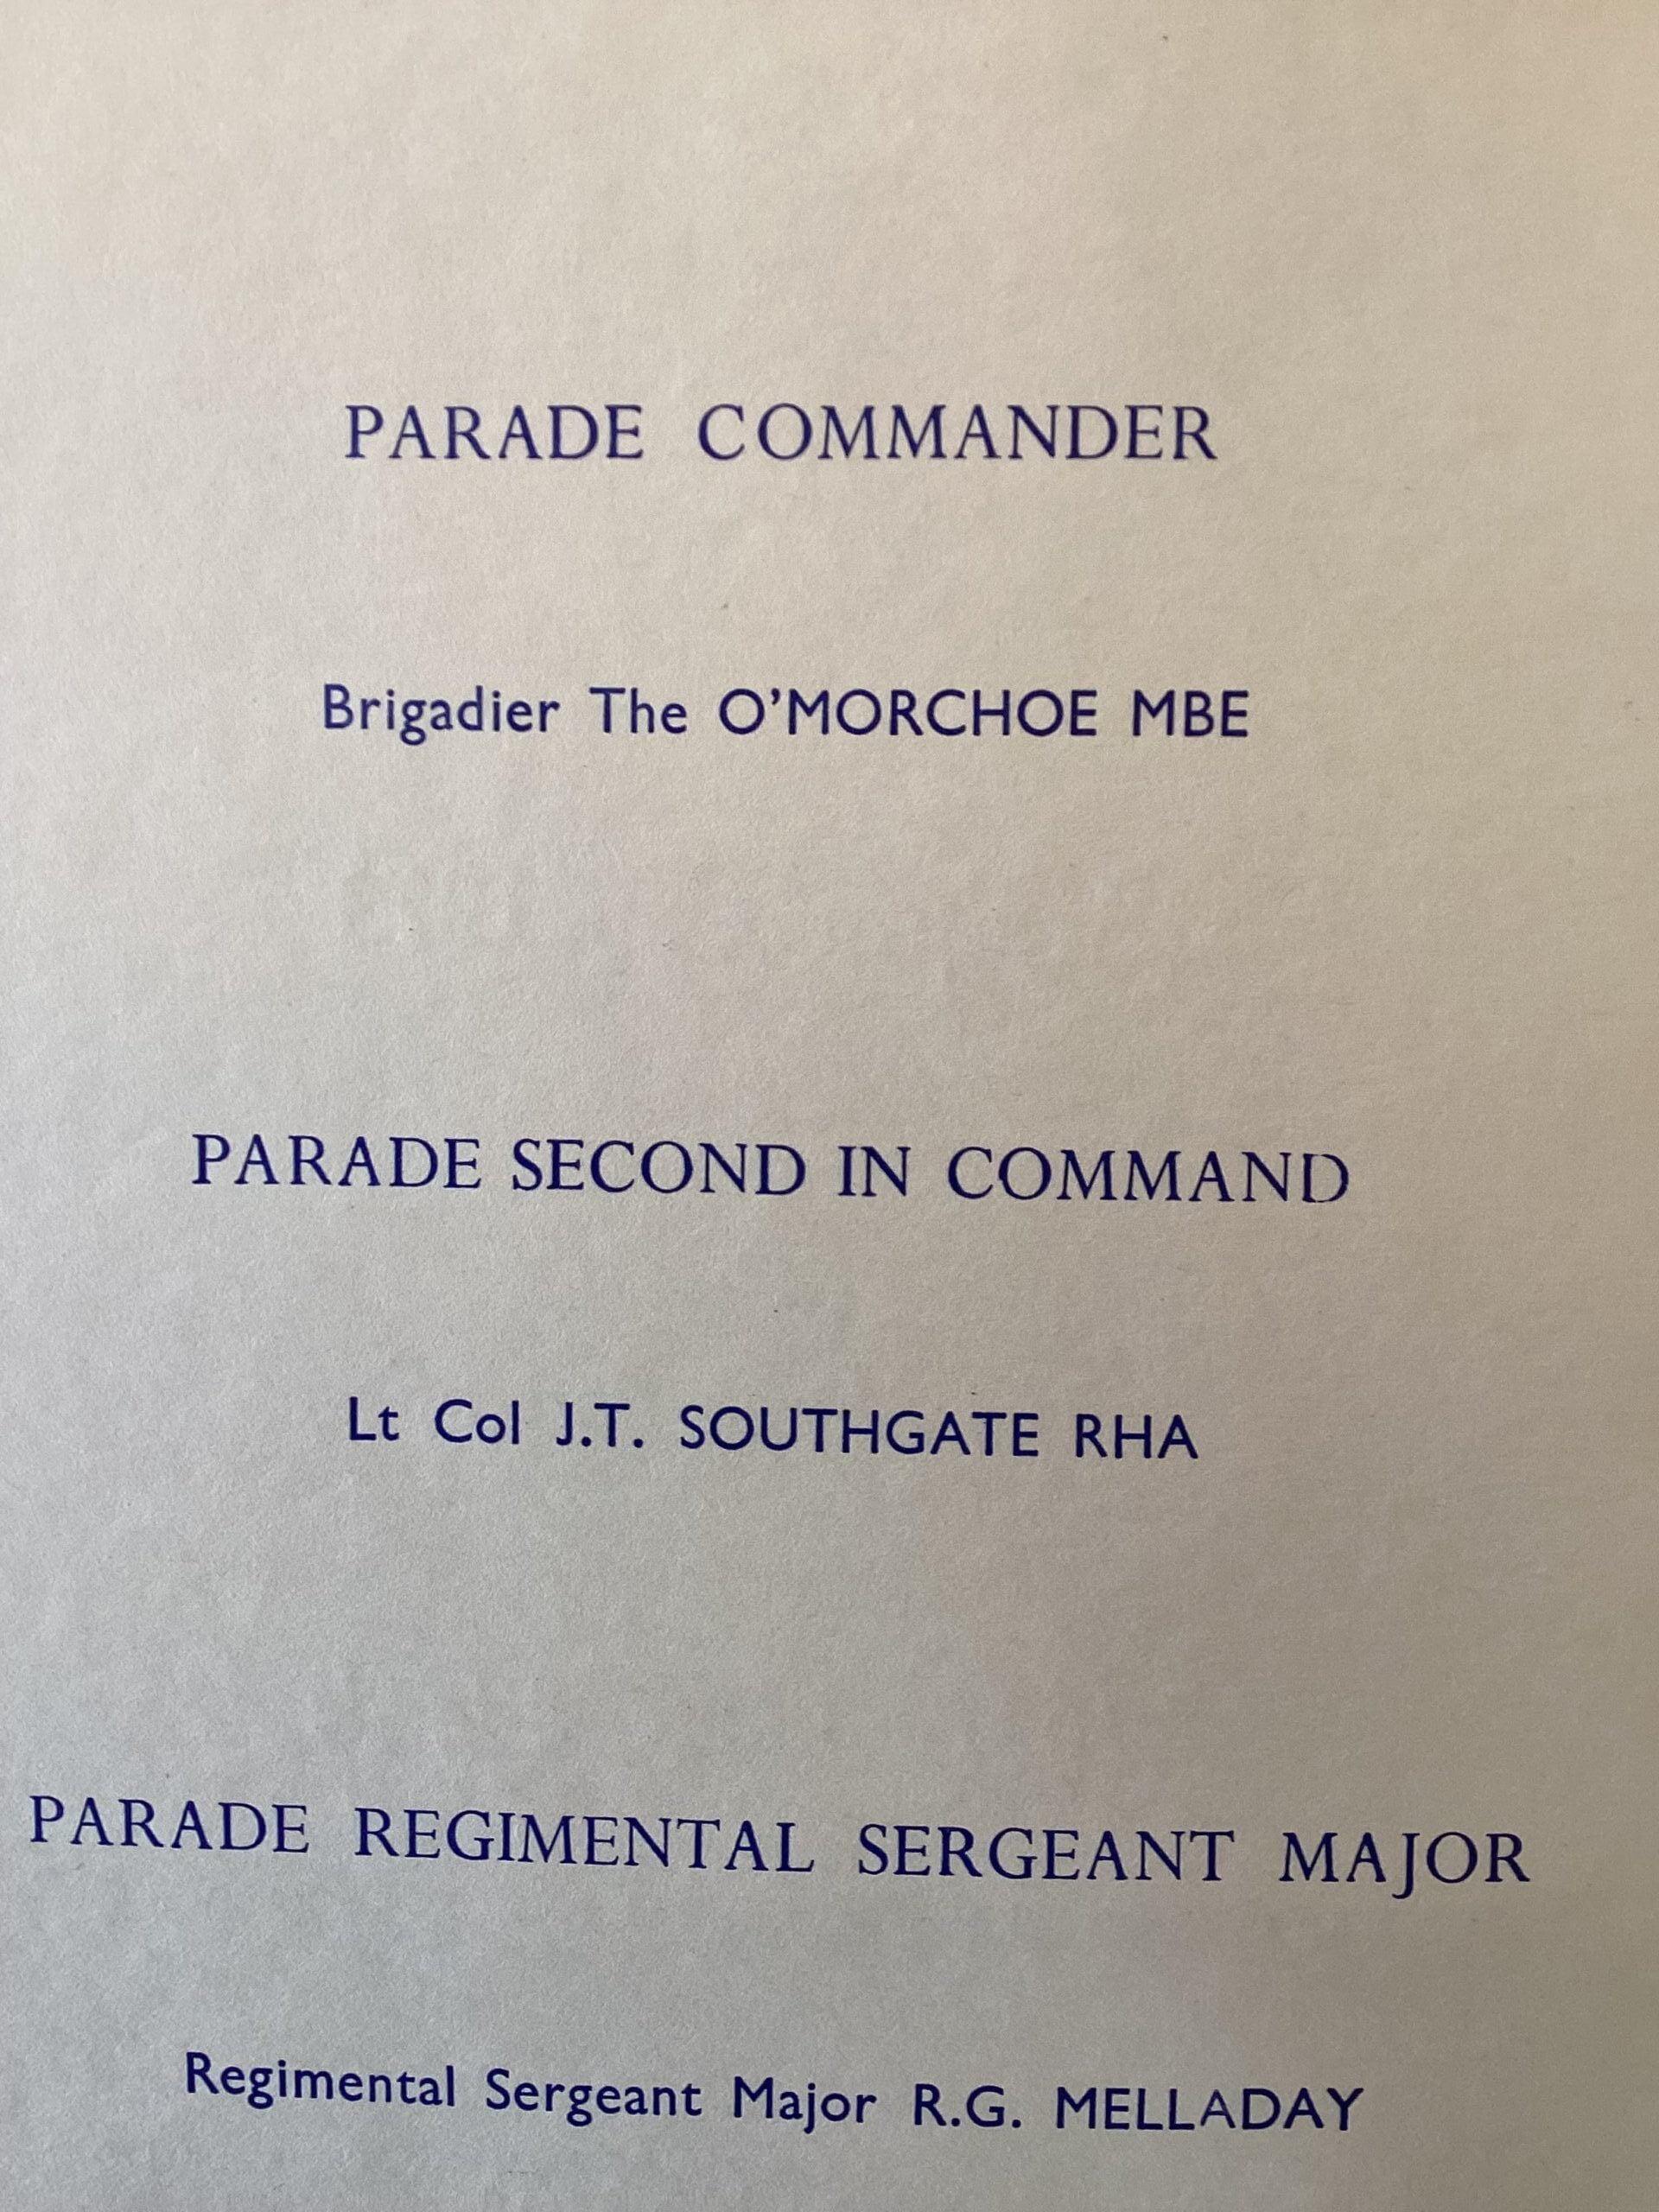 PARADE COMMANDER
Brigadier The O'MORCHOE MBE
PARADE SECOND IN COMMAND
Lt Col J.T. SOUTHGATE RHA
PARADE REGIMENTAL SERGEANT MAJOR
Regimental Sergeant Major R.G. MELLADAY